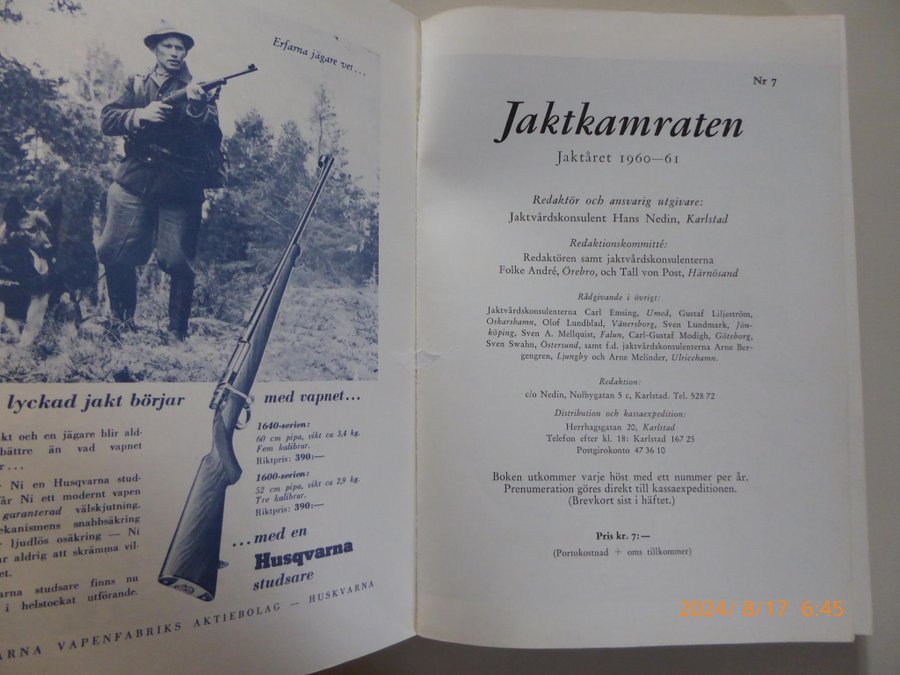 Erfarna jägare vet...
lyckad jakt börjar
med vapnet...
kt och en jägare blir ald-
bättre än vad vapnet
r...
Ni en Husqvarna stud-
får Ni ett modernt vapen
garanterad välskjutning.
ekanismens snabbsäkring
ljudlös osäkring — Ni
ar aldrig att skrämma vil-
et.
arna studsare finns nu
i helstockat utförande.
1640-serien:
60 cm pipa, vikt ca 3,4 kg.
Fem kalibrar.
Riktpris: 390:—
1600-serien:
52 cm pipa, vikt ca 2,9 kg.
Tre kalibrar.
Riktpris: 390:—
...med en
Husqvarna
studsare
ARNA VAPENFABRIKS AKTIEBOLAG — HUSKVARNA
Nr 7
Jaktkamraten
Jaktåret 1960—61
Redaktör och ansvarig utgivare:
Jaktvårdskonsulent Hans Nedin, Karlstad
Redaktionskommitté:
Redaktören samt jaktvårdskonsulenterna
Folke André, Örebro, och Tall von Post, Härnösand
Rådgivande i övrigt:
Jaktvårdskonsulenterna Carl Emsing, Umeå, Gustaf Liljeström,
Oskarshamn, Olof Lundblad, Vänersborg, Sven Lundmark, Jön-
köping, Sven A. Mellquist, Falun, Carl-Gustaf Modigh, Göteborg,
Sven Swahn, Östersund, samt f.d. jaktvårdskonsulenterna Arne Ber-
gengren, Ljungby och Arne Melinder, Ulricehamn.
Redaktion:
c/o Nedin, Nolbygatan 5 c, Karlstad. Tel. 528 72
Distribution och kassaexpedition:
Herrhagsgatan 20, Karlstad
Telefon efter kl. 18: Karlstad 167 25
Postgirokonto 47 36 10
Boken utkommer varje höst med ett nummer per år.
Prenumeration göres direkt till kassaexpeditionen.
(Brevkort sist i häftet.)
Pris kr. 7:—
(Portokostnad + oms tillkommer)
2024/ 8/17 6:45